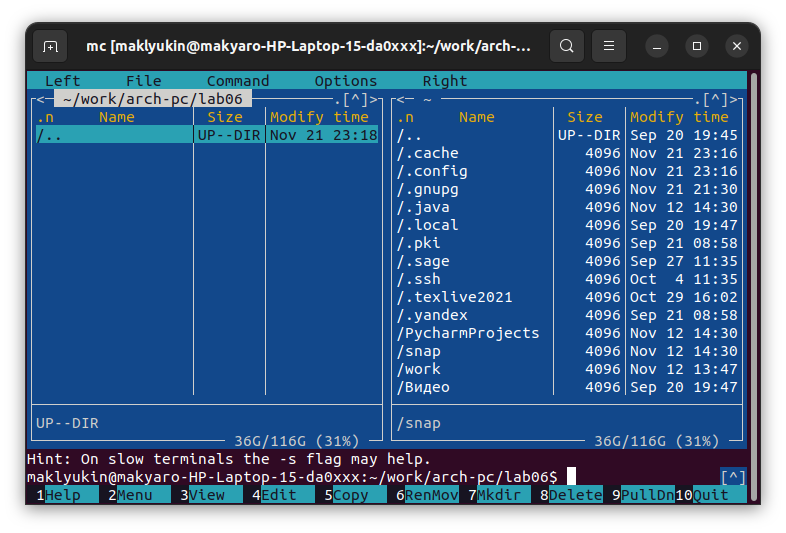 mc [maklyukin@makyaro-HP-Laptop-15-da0xxx]:~/work/arch-...
Left File Command Options Right
<- ~/work/arch-pc/lab06 .[^]>
.n Name Size Modify time
/.. UP--DIR Nov 21 23:18
UP--DIR
36G/116G (31%)
<- ~ .[^]>
.n Name Size Modify time
/.. UP--DIR Sep 20 19:45
/.cache 4096 Nov 21 23:16
/.config 4096 Nov 21 23:16
/.gnupg 4096 Nov 21 21:30
/.java 4096 Nov 12 14:30
/.local 4096 Sep 20 19:47
/.pki 4096 Sep 21 08:58
/.sage 4096 Sep 27 11:35
/.ssh 4096 Oct 4 11:35
/.texlive2021 4096 Oct 29 16:02
/.yandex 4096 Sep 21 08:58
/PycharmProjects 4096 Nov 12 14:30
/snap 4096 Nov 12 14:30
/work 4096 Nov 12 13:47
/Видео 4096 Sep 20 19:47
/snap
36G/116G (31%)
Hint: On slow terminals the -s flag may help.
maklyukin@makyaro-HP-Laptop-15-da0xxx:~/work/arch-pc/lab06$ [^]
1Help 2Menu 3View 4Edit 5Copy 6RenMov 7Mkdir 8Delete 9PullDn 10Quit